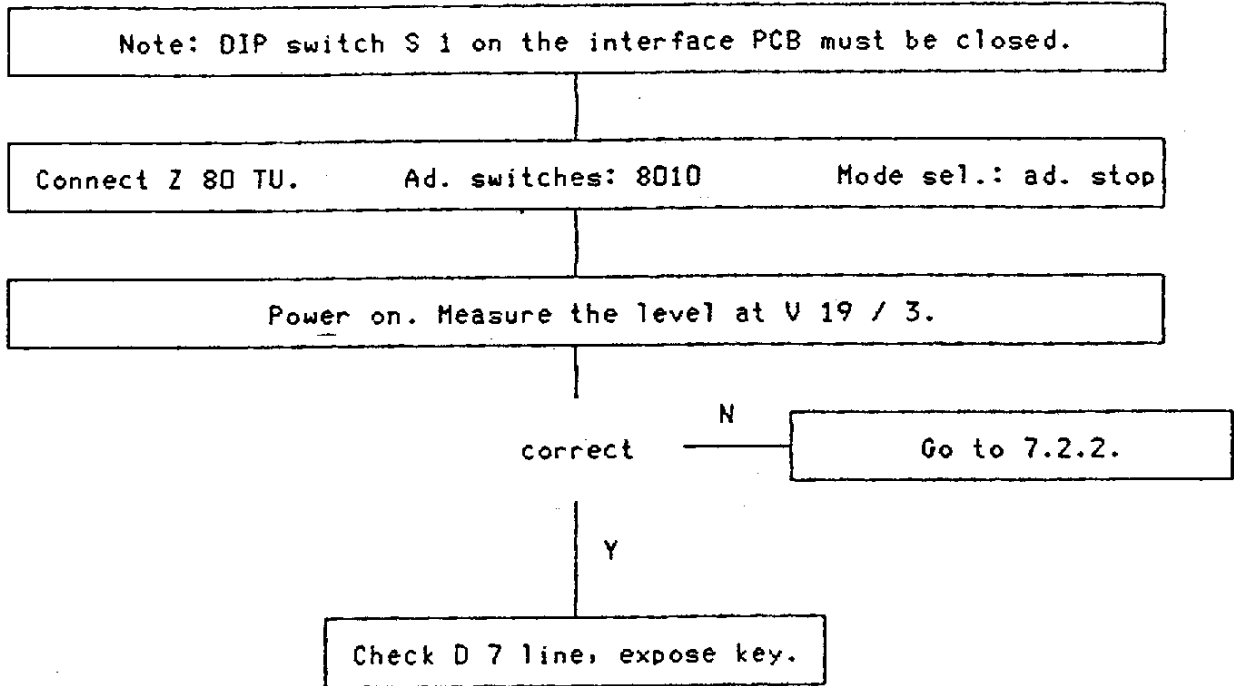 Note: DIP switch S 1 on the interface PCB must be closed.
Connect Z 80 TU. Ad. switches: 8010 Mode sel.: ad. stop
Power on. Measure the level at V 19 / 3.
N
correct Go to 7.2.2.
Y
Check D 7 line, expose key.